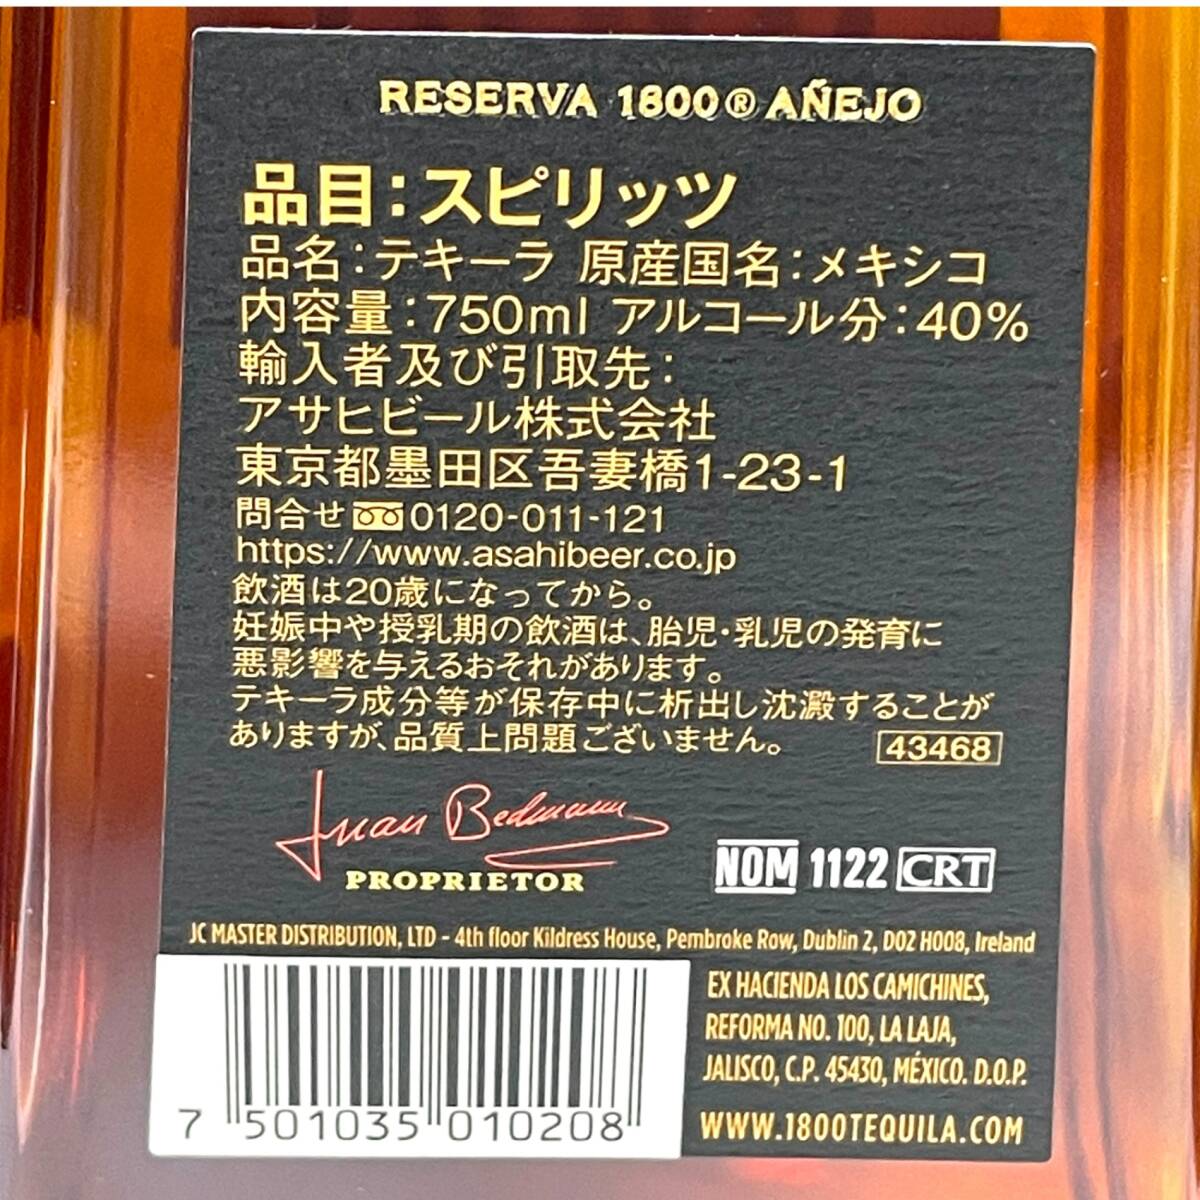 RESERVA 1800® AÑEJO
品目：スピリッツ
品名：テキーラ 原産国名：メキシコ
内容量：750ml アルコール分：40%
輸入者及び引取先：
アサヒビール株式会社
東京都墨田区吾妻橋1-23-1
問合せ 0120-011-121
https://www.asahibeer.co.jp
飲酒は20歳になってから。
妊娠中や授乳期の飲酒は、胎児・乳児の発育に
悪影響を与えるおそれがあります。
テキーラ成分等が保存中に析出し沈澱することが
ありますが、品質上問題ございません。
43468
Juan Beckmann
PROPRIETOR
NOM 1122 CRT
JC MASTER DISTRIBUTION, LTD - 4th floor Kildress House, Pembroke Row, Dublin 2, D02 H008, Ireland
EX HACIENDA LOS CAMICHINES,
REFORMA NO. 100, LA LAJA,
JALISCO, C.P. 45430, MÉXICO. D.O.P.
WWW.1800TEQUILA.COM
7 501035 010208